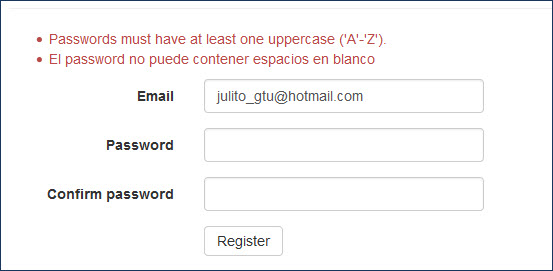 Passwords must have at least one uppercase ('A'-'Z').
El password no puede contener espacios en blanco
Email
julito_gtu@hotmail.com
Password
Confirm password
Register